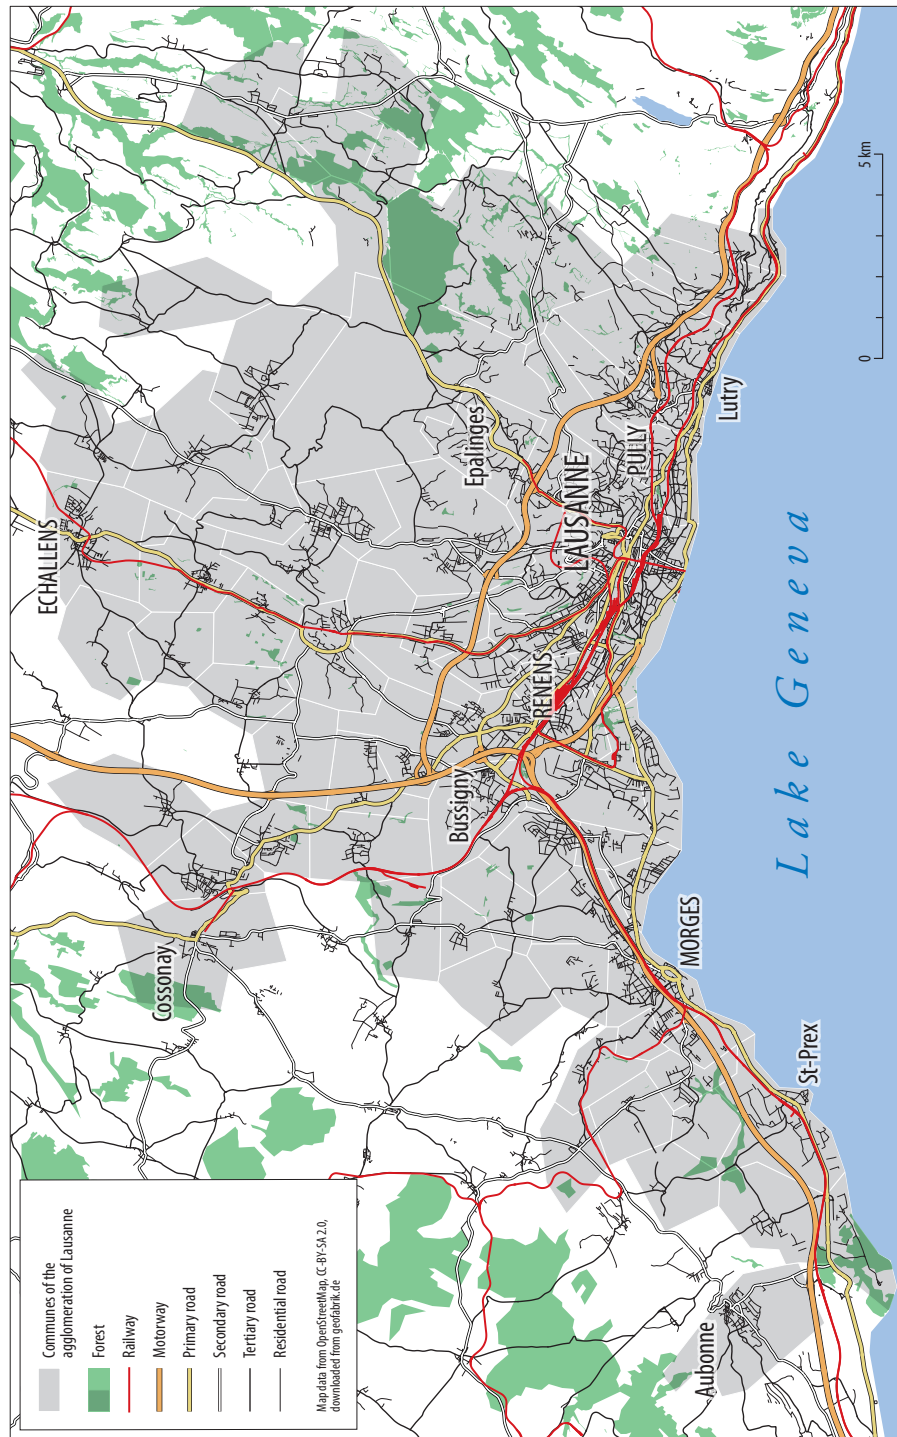 Communes of the
agglomeration of Lausanne
Forest
Railway
Motorway
Primary road
Secondary road
Tertiary road
Residential road
Map data from OpenStreetMap, CC-BY-SA 2.0,
downloaded from geofabrik.de
Cossonay
ECHALLENS
Aubonne
St-Prex
MORGES
Bussigny
RENENS
Epalinges
LAUSANNE
PULLY
Lutry
Lake Geneva
0
5 km